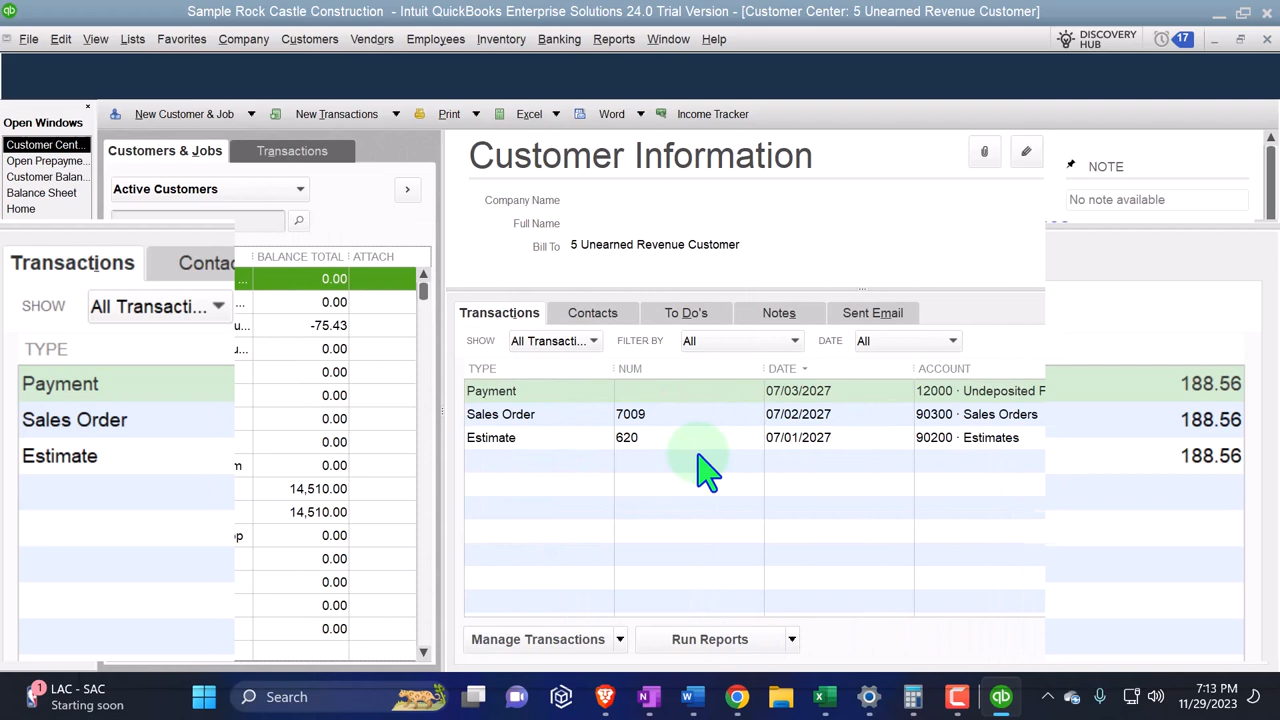 Sample Rock Castle Construction - Intuit QuickBooks Enterprise Solutions 24.0 Trial Version - [Customer Center: 5 Unearned Revenue Customer]
File Edit View Lists Favorites Company Customers Vendors Employees Inventory Banking Reports Window Help
DISCOVERY HUB 17
Open Windows
Customer Cent...
Open Prepayme...
Customer Balan...
Balance Sheet
Home
New Customer & Job New Transactions Print Excel Word Income Tracker
Customers & Jobs Transactions
Active Customers
Customer Information
NOTE
No note available
Company Name
Full Name
Bill To 5 Unearned Revenue Customer
Transactions Contac
SHOW All Transacti...
TYPE
Payment
Sales Order
Estimate
BALANCE TOTAL ATTACH
... 0.00
... 0.00
u... -75.43
u... 0.00
0.00
0.00
0.00
0.00
m 0.00
14,510.00
14,510.00
op 0.00
0.00
0.00
0.00
0.00
Transactions Contacts To Do's Notes Sent Email
SHOW All Transacti... FILTER BY All DATE All
TYPE NUM DATE ACCOUNT
Payment 07/03/2027 12000 · Undeposited F 188.56
Sales Order 7009 07/02/2027 90300 · Sales Orders 188.56
Estimate 620 07/01/2027 90200 · Estimates 188.56
Manage Transactions Run Reports
1 LAC - SAC
Starting soon
Search
7:13 PM
11/29/2023